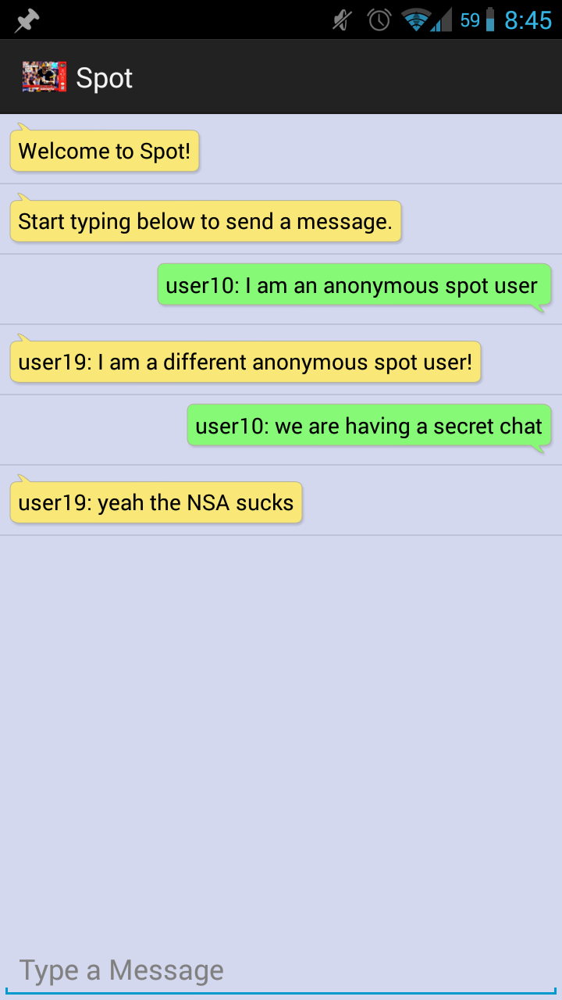 59 8:45
Spot
Welcome to Spot!
Start typing below to send a message.
user10: I am an anonymous spot user
user19: I am a different anonymous spot user!
user10: we are having a secret chat
user19: yeah the NSA sucks
Type a Message